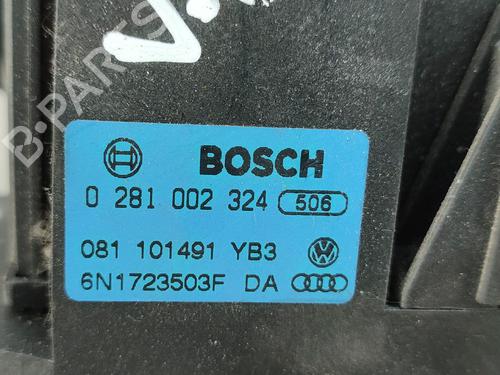 B-PARTS
BOSCH
0 281 002 324 506
081 101491 YB3
6N1723503F DA